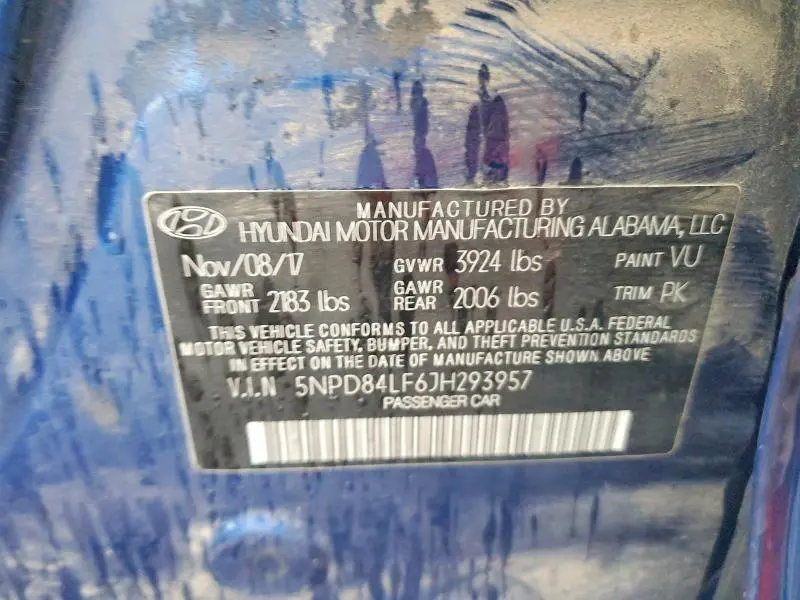 MANUFACTURED BY
HYUNDAI MOTOR MANUFACTURING ALABAMA, LLC
Nov/08/17 GVWR 3924 lbs PAINT VU
GAWR FRONT 2183 lbs GAWR REAR 2006 lbs TRIM PK
THIS VEHICLE CONFORMS TO ALL APPLICABLE U.S.A. FEDERAL
MOTOR VEHICLE SAFETY, BUMPER, AND THEFT PREVENTION STANDARDS
IN EFFECT ON THE DATE OF MANUFACTURE SHOWN ABOVE
V.I.N 5NPD84LF6JH293957
PASSENGER CAR